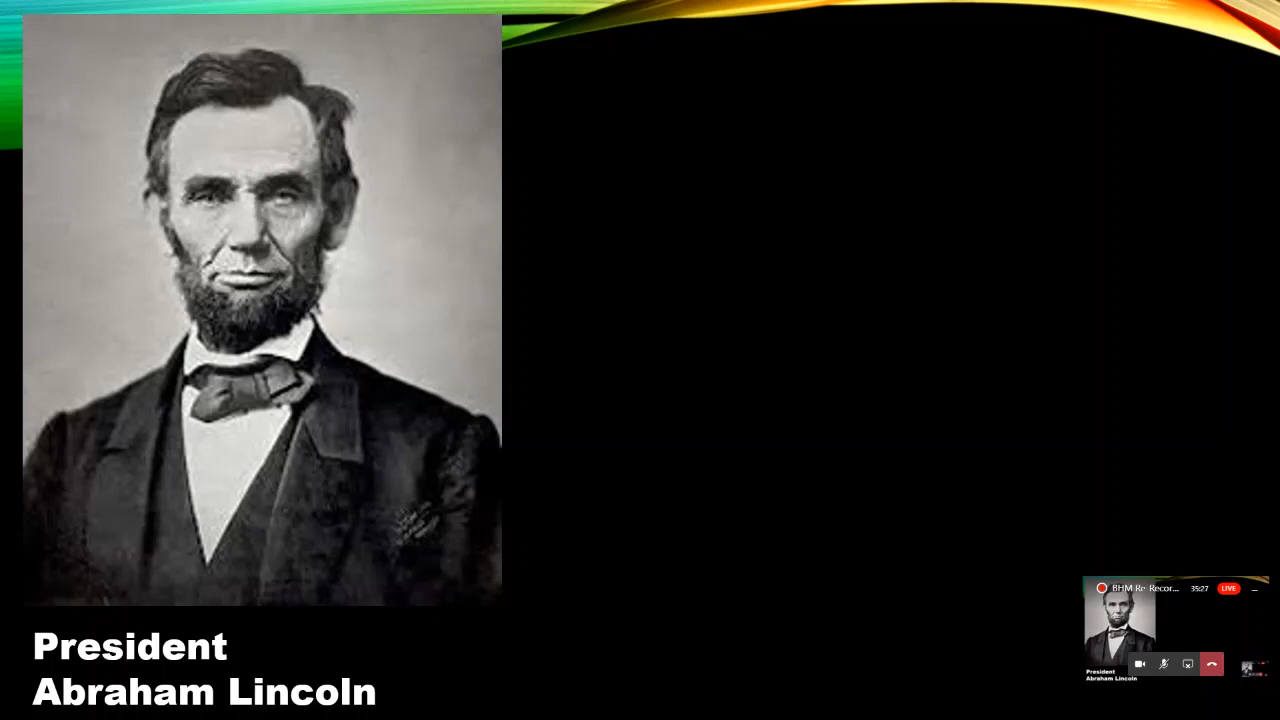 President
Abraham Lincoln
BHM Re- Recor...
35:27
LIVE
President
Abraham Lincoln